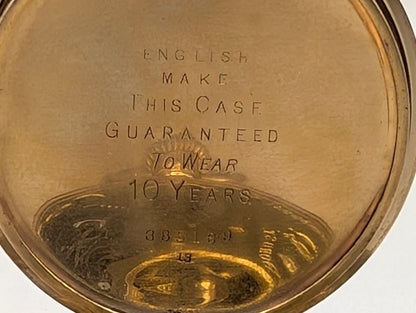 ENGLISH
MAKE
THIS CASE
GUARANTEED
TO WEAR
10 YEARS